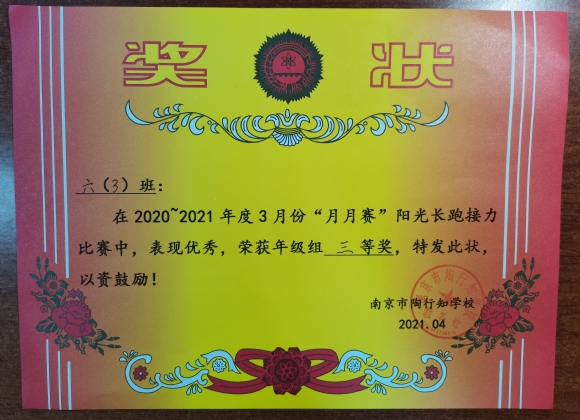 奖状
六（3）班：
在2020~2021年度3月份“月月赛”阳光长跑接力
比赛中，表现优秀，荣获年级组 三等奖，特发此状，
以资鼓励！
南京市陶行知学校
2021.04